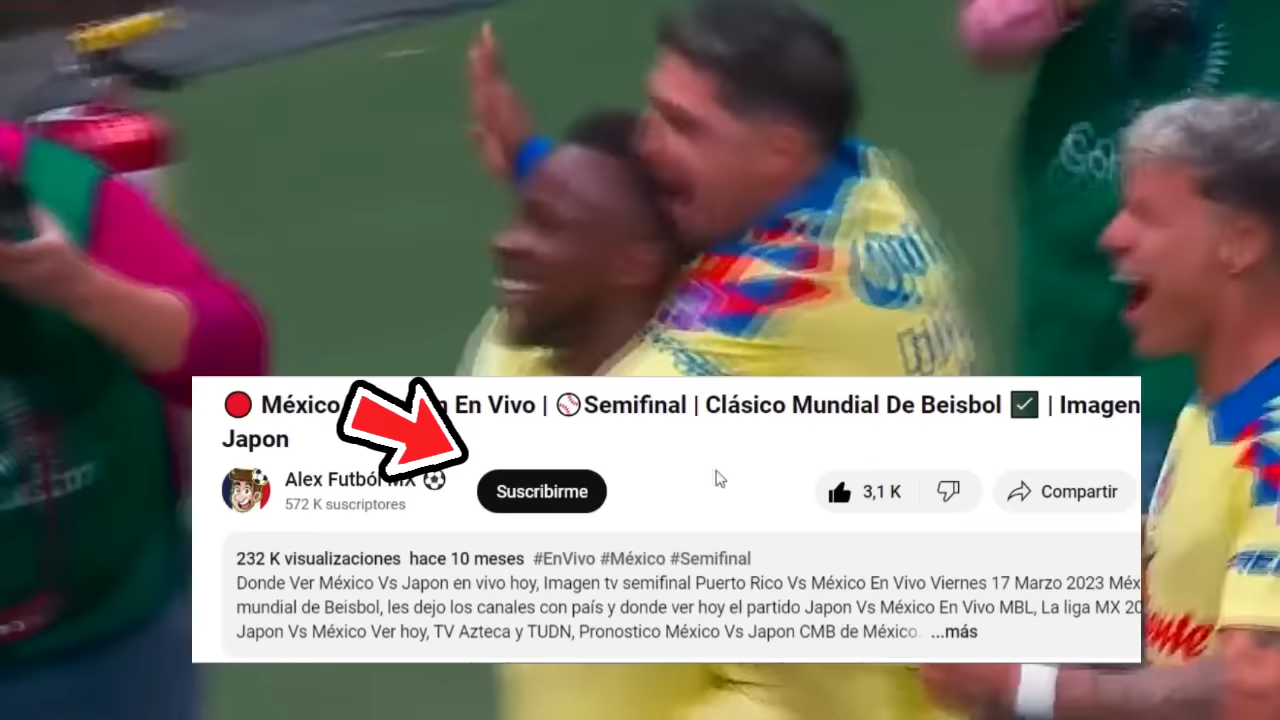 México n En Vivo | Semifinal | Clásico Mundial De Beisbol | Imagen
Japon
Alex Futból MX
572 K suscriptores
Suscribirme
3,1 K
Compartir
232 K visualizaciones hace 10 meses #EnVivo #México #Semifinal
Donde Ver México Vs Japon en vivo hoy, Imagen tv semifinal Puerto Rico Vs México En Vivo Viernes 17 Marzo 2023 Méx
mundial de Beisbol, les dejo los canales con país y donde ver hoy el partido Japon Vs México En Vivo MBL, La liga MX 20
Japon Vs México Ver hoy, TV Azteca y TUDN, Pronostico México Vs Japon CMB de México. ...más